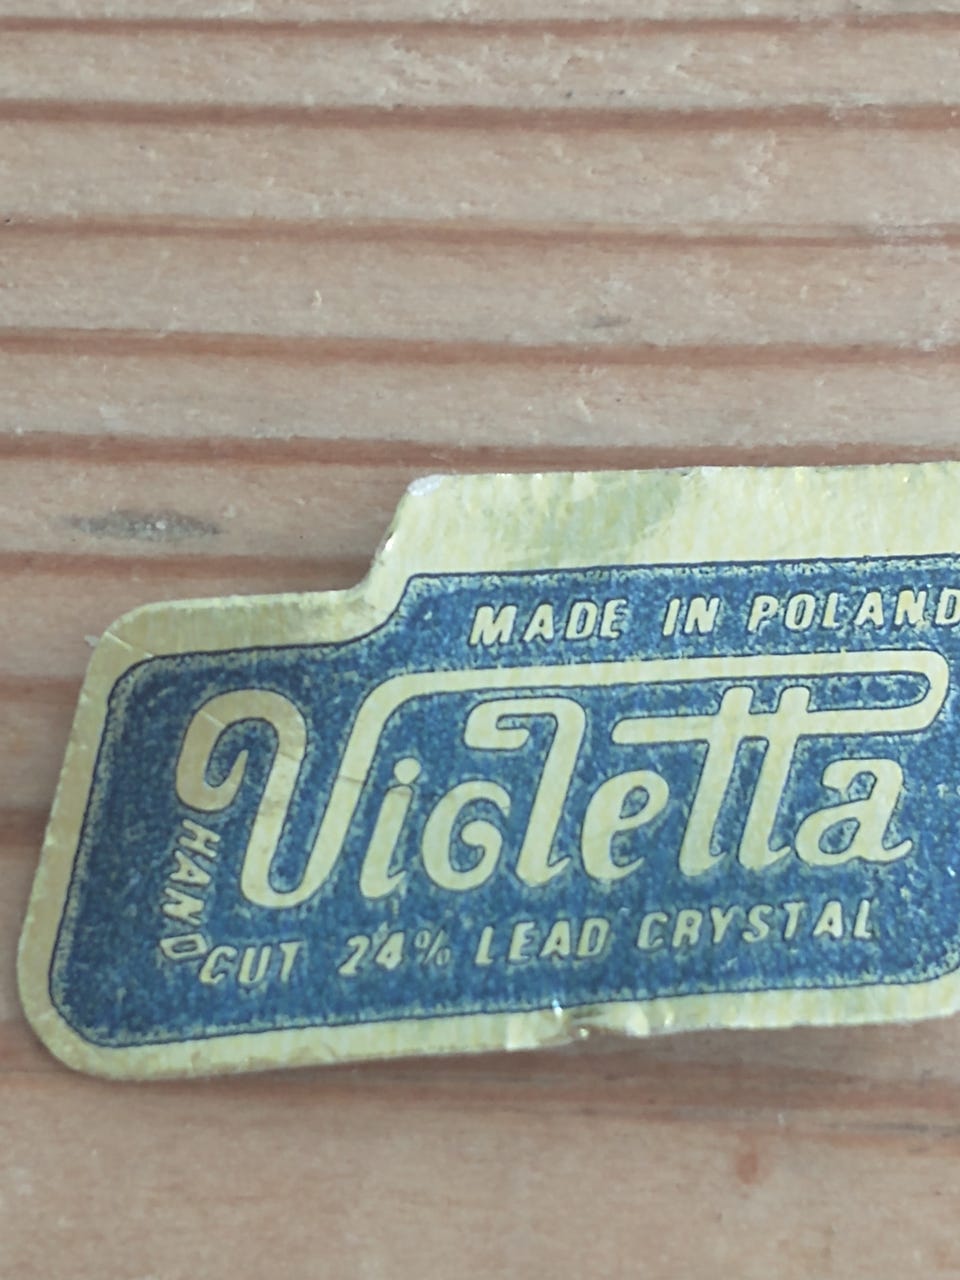 MADE IN POLAND
Violetta
HAND CUT 24% LEAD CRYSTAL